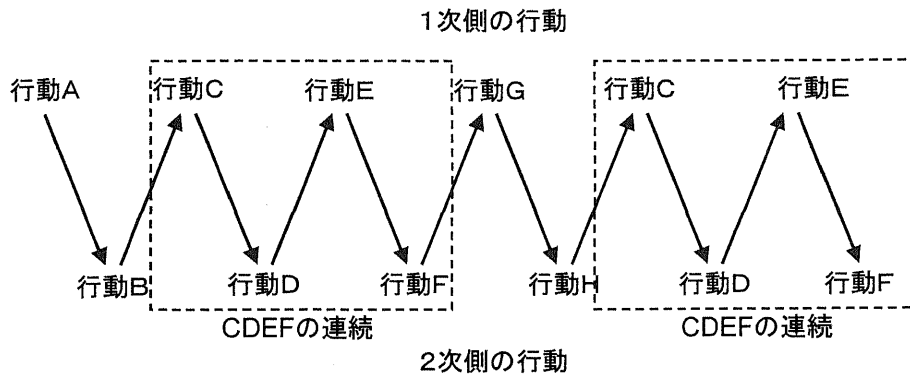 1次側の行動
行動A 行動C 行動E 行動G 行動C 行動E
行動B 行動D 行動F 行動H 行動D 行動F
CDEFの連続 CDEFの連続
2次側の行動